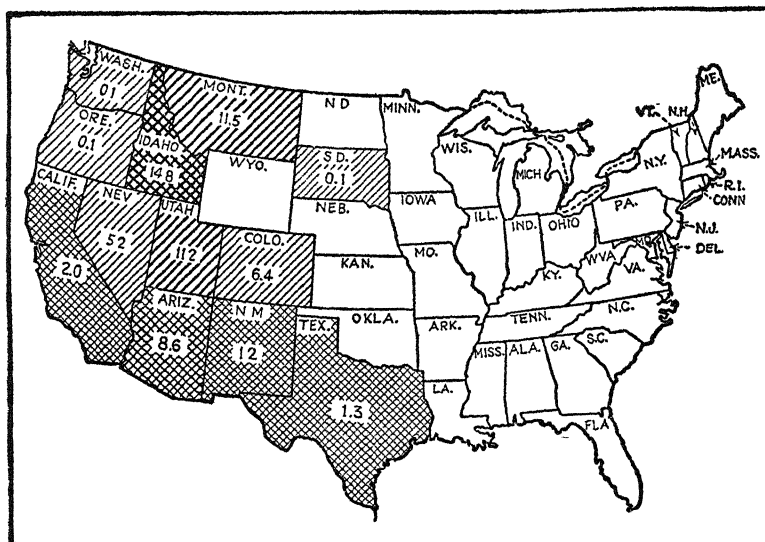 WASH.
0 1
ORE.
0.1
CALIF.
2.0
NEV
5 2
IDAHO
14 8
MONT.
11.5
WYO.
UTAH
11 2
COLO.
6.4
ARIZ.
8.6
N M
1 2
N D
S D.
0.1
NEB.
KAN.
OKLA.
TEX.
1.3
MINN.
IOWA
MO.
ARK.
LA.
WIS.
ILL.
MICH
IND.
OHIO
KY.
TENN.
MISS.
ALA.
GA.
FLA
S.C.
N.C.
VA.
W VA
MD
PA.
N.Y.
VT.
N.H
ME.
MASS.
R.I.
CONN
N.J.
DEL.